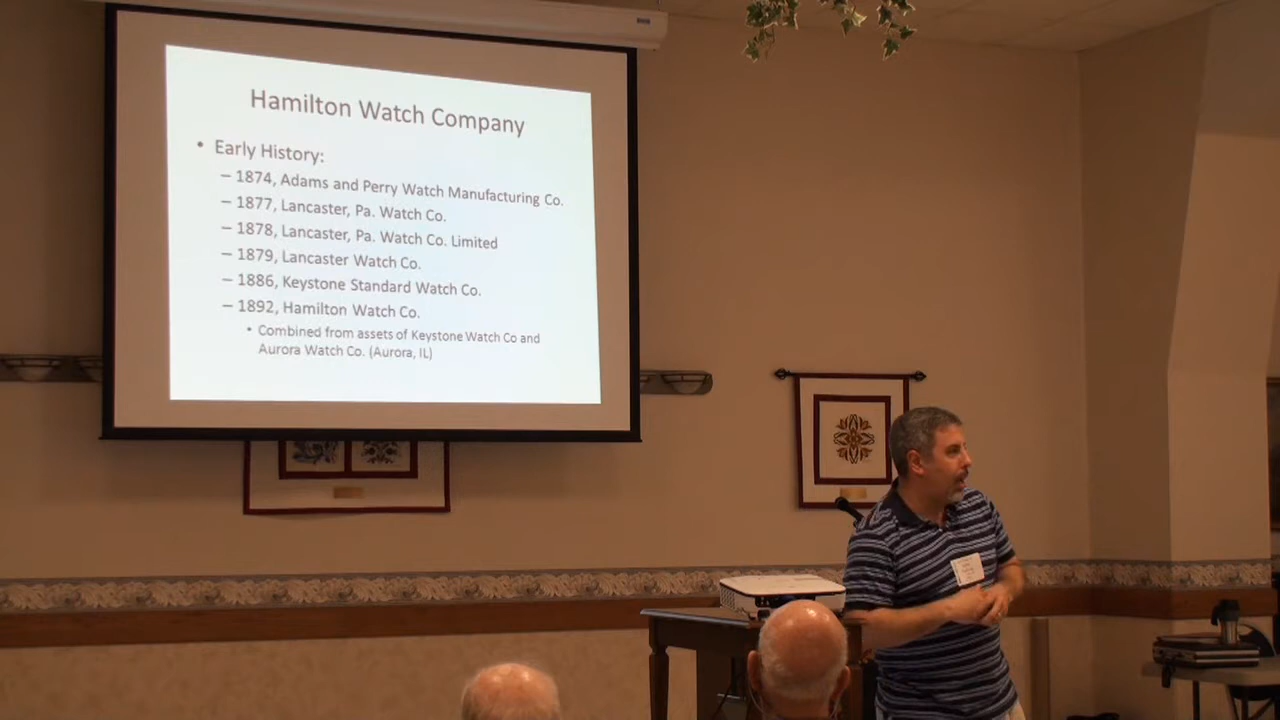 Hamilton Watch Company
• Early History:
– 1874, Adams and Perry Watch Manufacturing Co.
– 1877, Lancaster, Pa. Watch Co.
– 1878, Lancaster, Pa. Watch Co. Limited
– 1879, Lancaster Watch Co.
– 1886, Keystone Standard Watch Co.
– 1892, Hamilton Watch Co.
• Combined from assets of Keystone Watch Co and
Aurora Watch Co. (Aurora, IL)